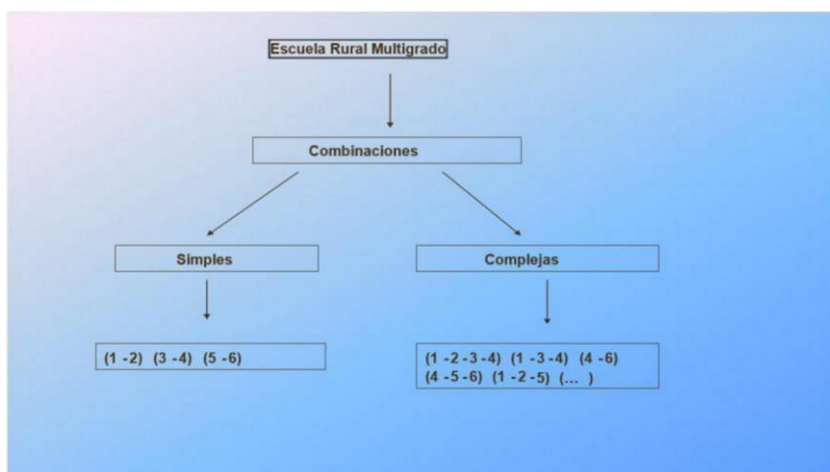 Escuela Rural Multigrado
Combinaciones
Simples
Complejas
(1 -2) (3 -4) (5 -6)
(1 -2 -3 -4) (1 -3 -4) (4 -6)
(4 -5 -6) (1 -2 -5) (... )